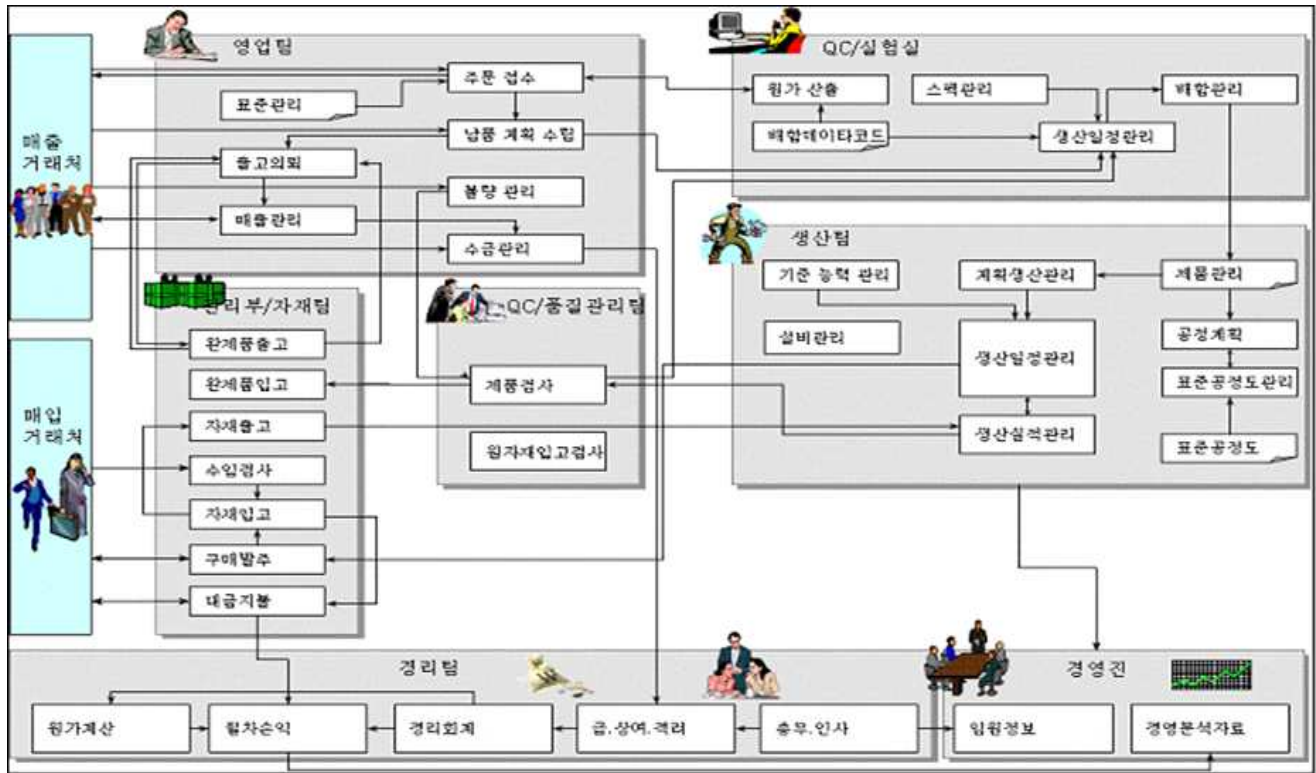 매출
거래처
매입
거래처
영업팀
주문 접수
표준관리
납품 계획 수립
출고의뢰
불량 관리
매출관리
수금관리
QC/실험실
원가 산출
스펙관리
배합관리
배합데이타코드
생산일정관리
생산팀
기준 능력 관리
계획생산관리
제품관리
설비관리
생산일정관리
공정계획
표준공정도관리
생산실적관리
표준공정도
관리부/자재팀
완제품출고
완제품입고
자재출고
수입검사
자재입고
구매발주
대금지불
QC/품질관리팀
제품검사
원자재입고검사
경리팀
원가계산
월차손익
경리회계
급.상여.격려
총무.인사
경영진
임원정보
경영분석자료